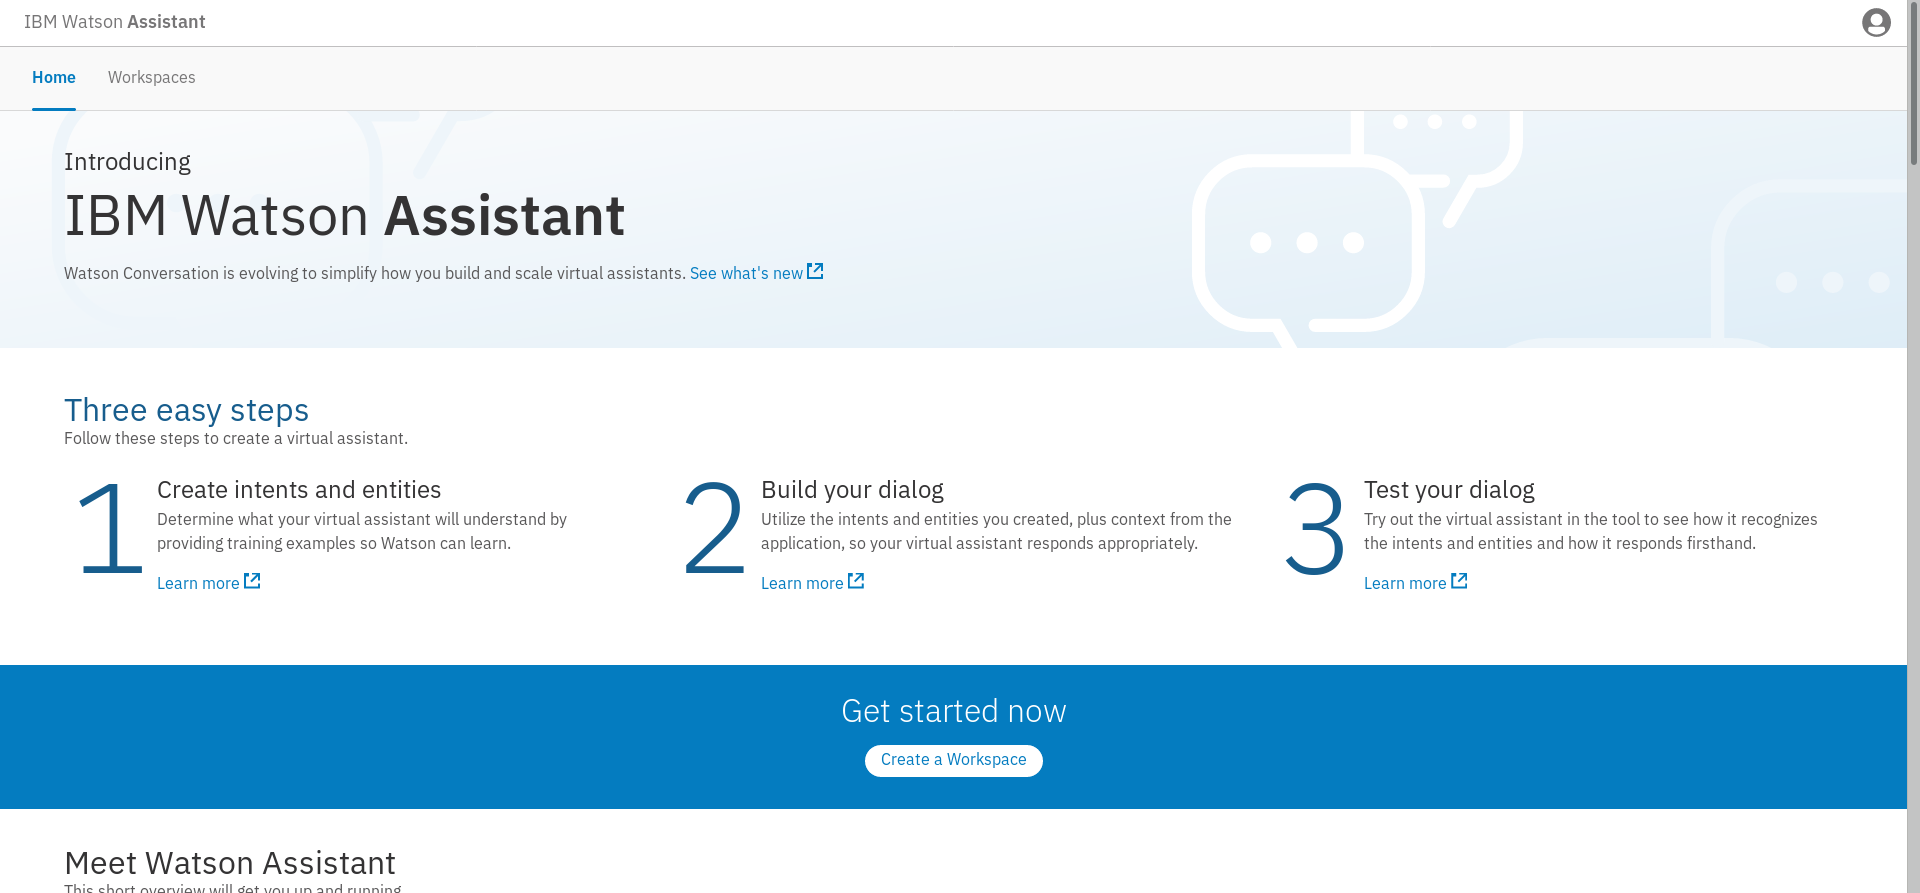 IBM Watson Assistant
Home
Workspaces
Introducing
IBM Watson Assistant
Watson Conversation is evolving to simplify how you build and scale virtual assistants. See what's new
Three easy steps
Follow these steps to create a virtual assistant.
1
Create intents and entities
Determine what your virtual assistant will understand by
providing training examples so Watson can learn.
Learn more
2
Build your dialog
Utilize the intents and entities you created, plus context from the
application, so your virtual assistant responds appropriately.
Learn more
3
Test your dialog
Try out the virtual assistant in the tool to see how it recognizes
the intents and entities and how it responds firsthand.
Learn more
Get started now
Create a Workspace
Meet Watson Assistant
This short overview will get you up and running.